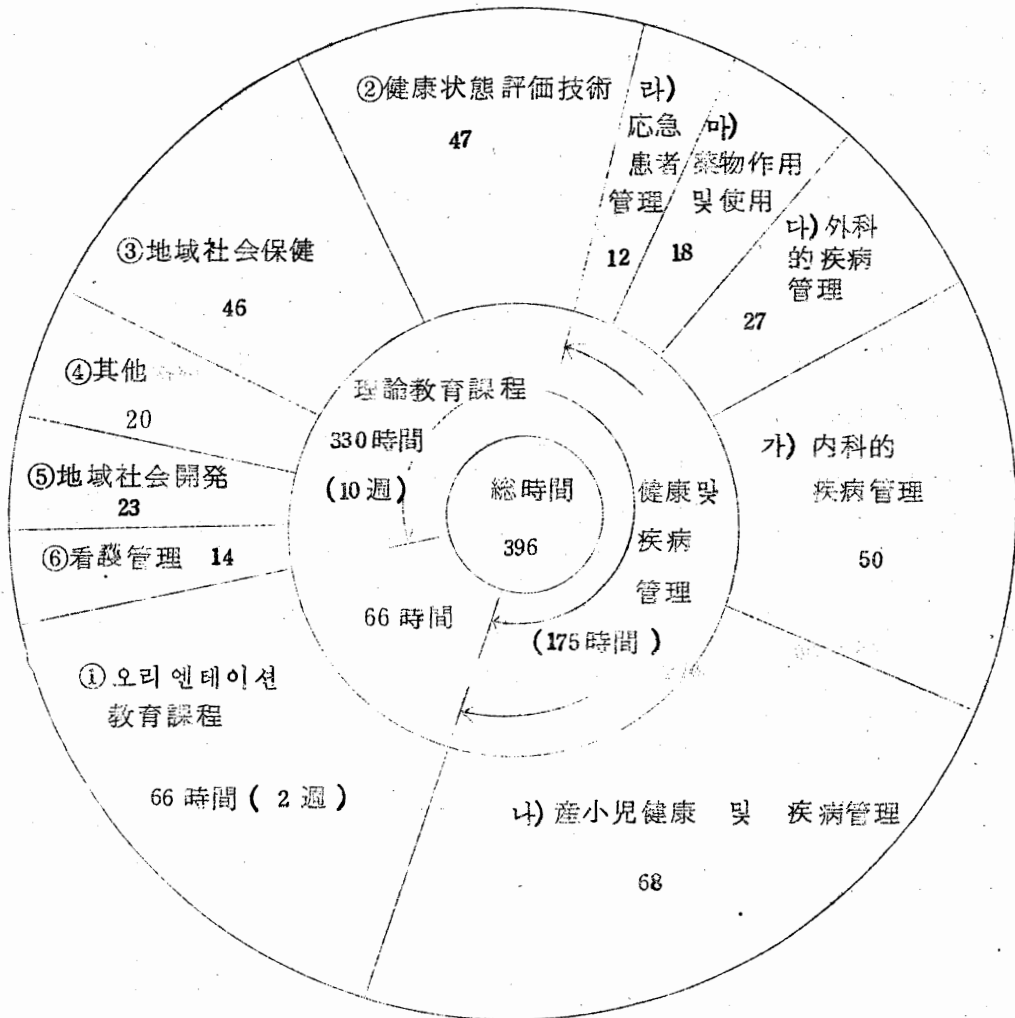 ②健康状態評価技術
47
라)
応急
患者
管理
12
마)
薬物作用
및使用
18
다)外科
的疾病
管理
27
③地域社会保健
46
④其他
20
⑤地域社会開発
23
⑥看護管理 14
①오리엔테이션
教育課程
66時間(2週)
理論教育課程
330時間
(10週)
66時間
総時間
396
健康및
疾病
管理
(175時間)
가)内科的
疾病管理
50
나)産小児健康 및 疾病管理
68